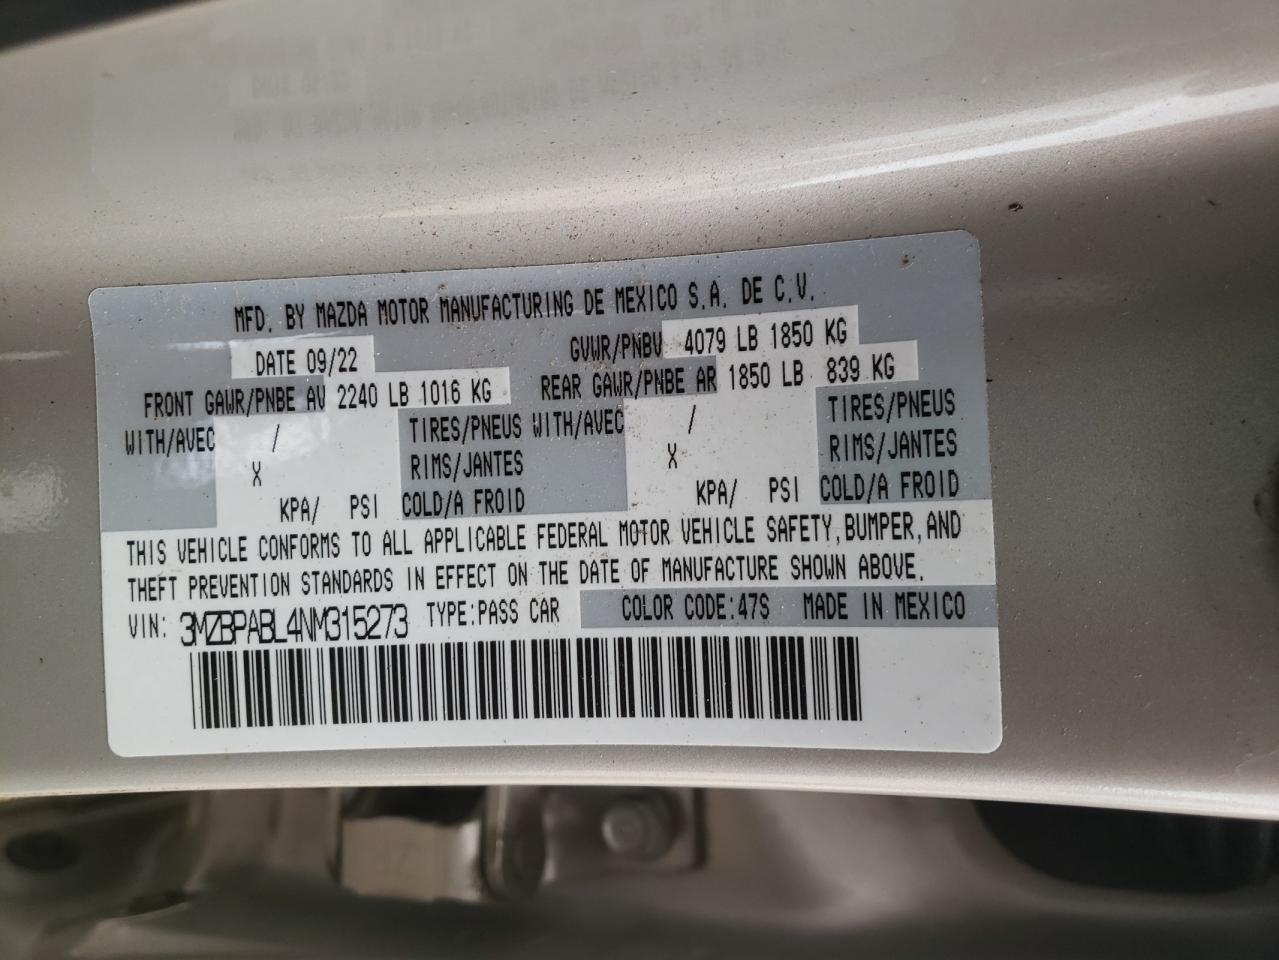 MFD. BY MAZDA MOTOR MANUFACTURING DE MEXICO S.A. DE C.V.
DATE 09/22 GVWR/PNBV 4079 LB 1850 KG
FRONT GAWR/PNBE AV 2240 LB 1016 KG REAR GAWR/PNBE AR 1850 LB 839 KG
WITH/AVEC / TIRES/PNEUS WITH/AVEC / TIRES/PNEUS
X RIMS/JANTES X RIMS/JANTES
KPA/ PSI COLD/A FROID KPA/ PSI COLD/A FROID
THIS VEHICLE CONFORMS TO ALL APPLICABLE FEDERAL MOTOR VEHICLE SAFETY, BUMPER, AND
THEFT PREVENTION STANDARDS IN EFFECT ON THE DATE OF MANUFACTURE SHOWN ABOVE.
VIN: 3MZBPABL4NM315273 TYPE:PASS CAR COLOR CODE:47S MADE IN MEXICO